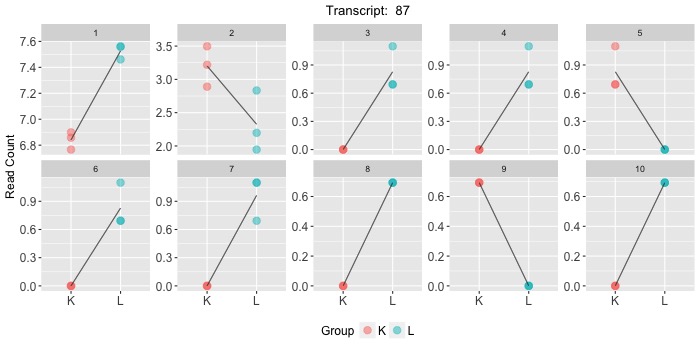 Transcript: 87
1 2 3 4 5
7.6 7.4 7.2 7.0 6.8
3.5 3.0 2.5 2.0
0.9 0.6 0.3 0.0
0.9 0.6 0.3 0.0
0.9 0.6 0.3 0.0
Read Count
6 7 8 9 10
0.9 0.6 0.3 0.0
0.9 0.6 0.3 0.0
0.6 0.4 0.2 0.0
0.6 0.4 0.2 0.0
0.6 0.4 0.2 0.0
K L K L K L K L K L
Group K L